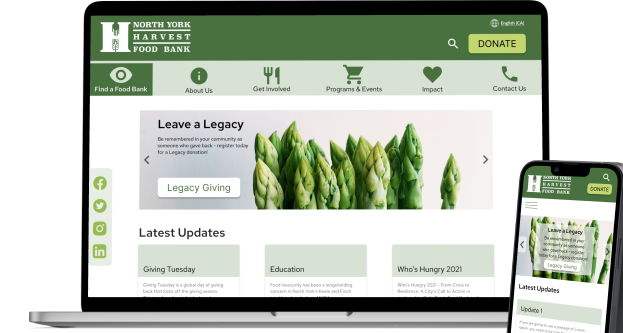 NORTH YORK
HARVEST
FOOD BANK
English (CA)
DONATE
Find a Food Bank
About Us
Get Involved
Programs & Events
Impact
Contact Us
Leave a Legacy
Be remembered in your community as
someone who gave back - register today
for a Legacy donation!
Legacy Giving
Latest Updates
Giving Tuesday
Education
Who's Hungry 2021
Giving Tuesday is a global day of giving
back that kicks off the giving season.
Food insecurity has been a longstanding
concern in North York's Keele and Finch
Who's Hungry 2021 - From Crisis to
Resilience: A City's Call to Action in
NORTH YORK
HARVEST
FOOD BANK
DONATE
Leave a Legacy
Be remembered in your
community as someone
who gave back - register
today for a Legacy donation!
Legacy Giving
Latest Updates
Update 1